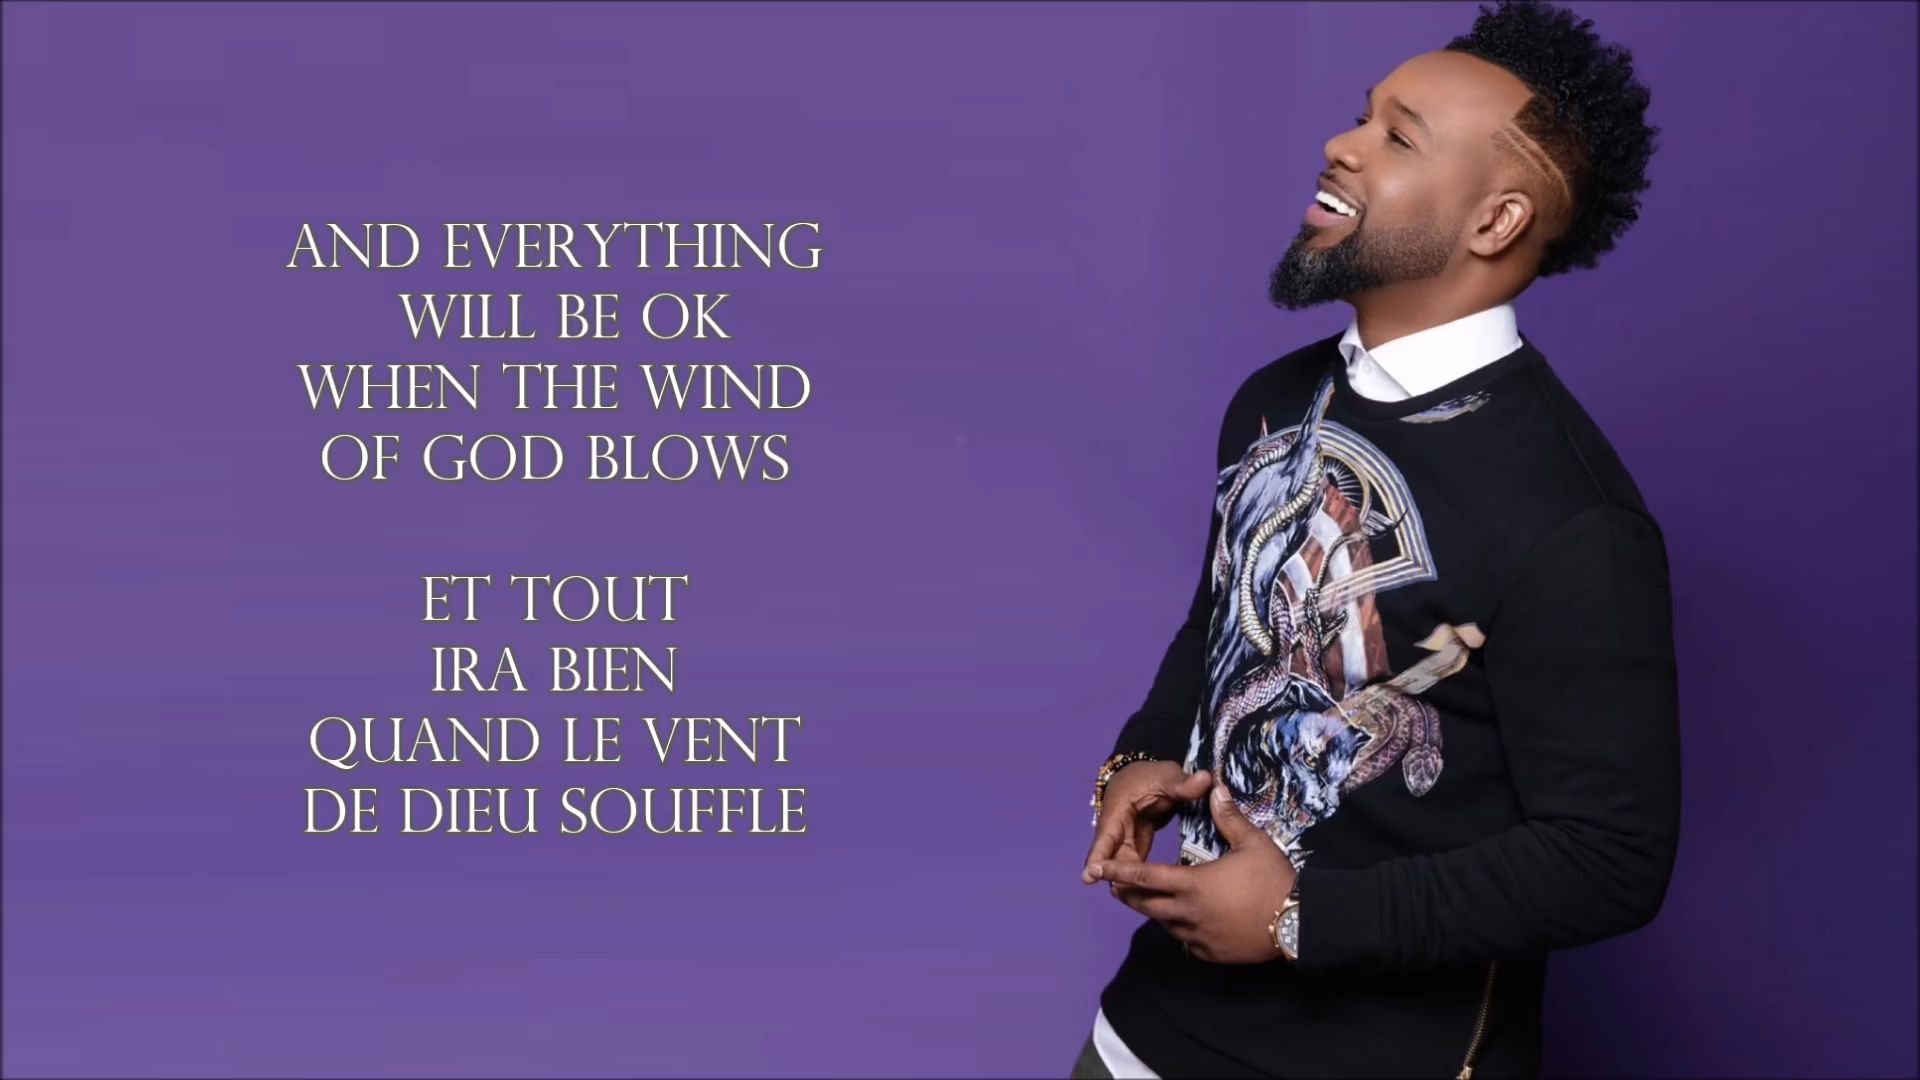 AND EVERYTHING
WILL BE OK
WHEN THE WIND
OF GOD BLOWS
ET TOUT
IRA BIEN
QUAND LE VENT
DE DIEU SOUFFLE